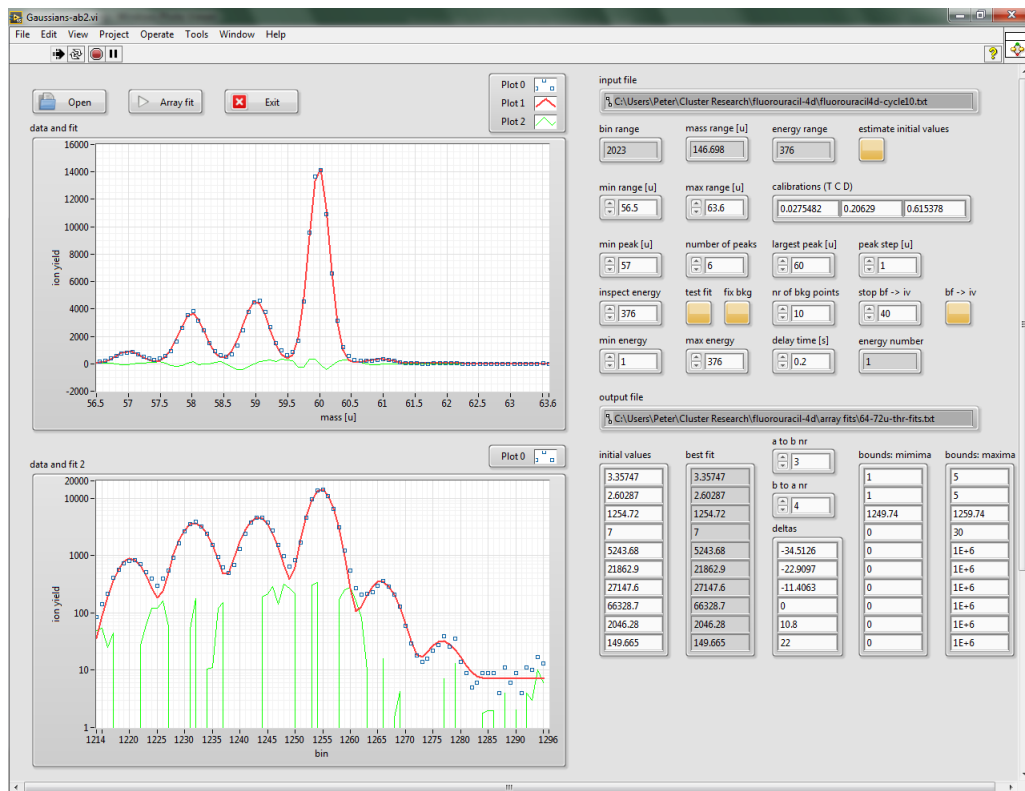 Gaussians-ab2.vi
File Edit View Project Operate Tools Window Help
Open Array fit Exit
Plot 0
Plot 1
Plot 2
data and fit
16000
14000
12000
10000
8000
6000
4000
2000
0
-2000
ion yield
56.5 57 57.5 58 58.5 59 59.5 60 60.5 61 61.5 62 62.5 63 63.6
mass [u]
data and fit 2
Plot 0
20000
10000
1000
100
10
1
ion yield
1214 1220 1225 1230 1235 1240 1245 1250 1255 1260 1265 1270 1275 1280 1285 1290 1296
bin
input file
C:\Users\Peter\Cluster Research\fluorouracil-4d\fluorouracil4d-cycle10.txt
bin range mass range [u] energy range estimate initial values
2023 146.698 376
min range [u] max range [u] calibrations (T C D)
56.5 63.6 0.0275482 0.20629 0.615378
min peak [u] number of peaks largest peak [u] peak step [u]
57 6 60 1
inspect energy test fit fix bkg nr of bkg points stop bf -> iv bf -> iv
376 10 40
min energy max energy delay time [s] energy number
1 376 0.2 1
output file
C:\Users\Peter\Cluster Research\fluorouracil-4d\array fits\64-72u-thr-fits.txt
initial values
3.35747
2.60287
1254.72
7
5243.68
21862.9
27147.6
66328.7
2046.28
149.665
best fit
3.35747
2.60287
1254.72
7
5243.68
21862.9
27147.6
66328.7
2046.28
149.665
a to b nr
3
b to a nr
4
deltas
-34.5126
-22.9097
-11.4063
0
10.8
22
bounds: mimima
1
1
1249.74
0
0
0
0
0
0
0
bounds: maxima
5
5
1259.74
30
1E+6
1E+6
1E+6
1E+6
1E+6
1E+6